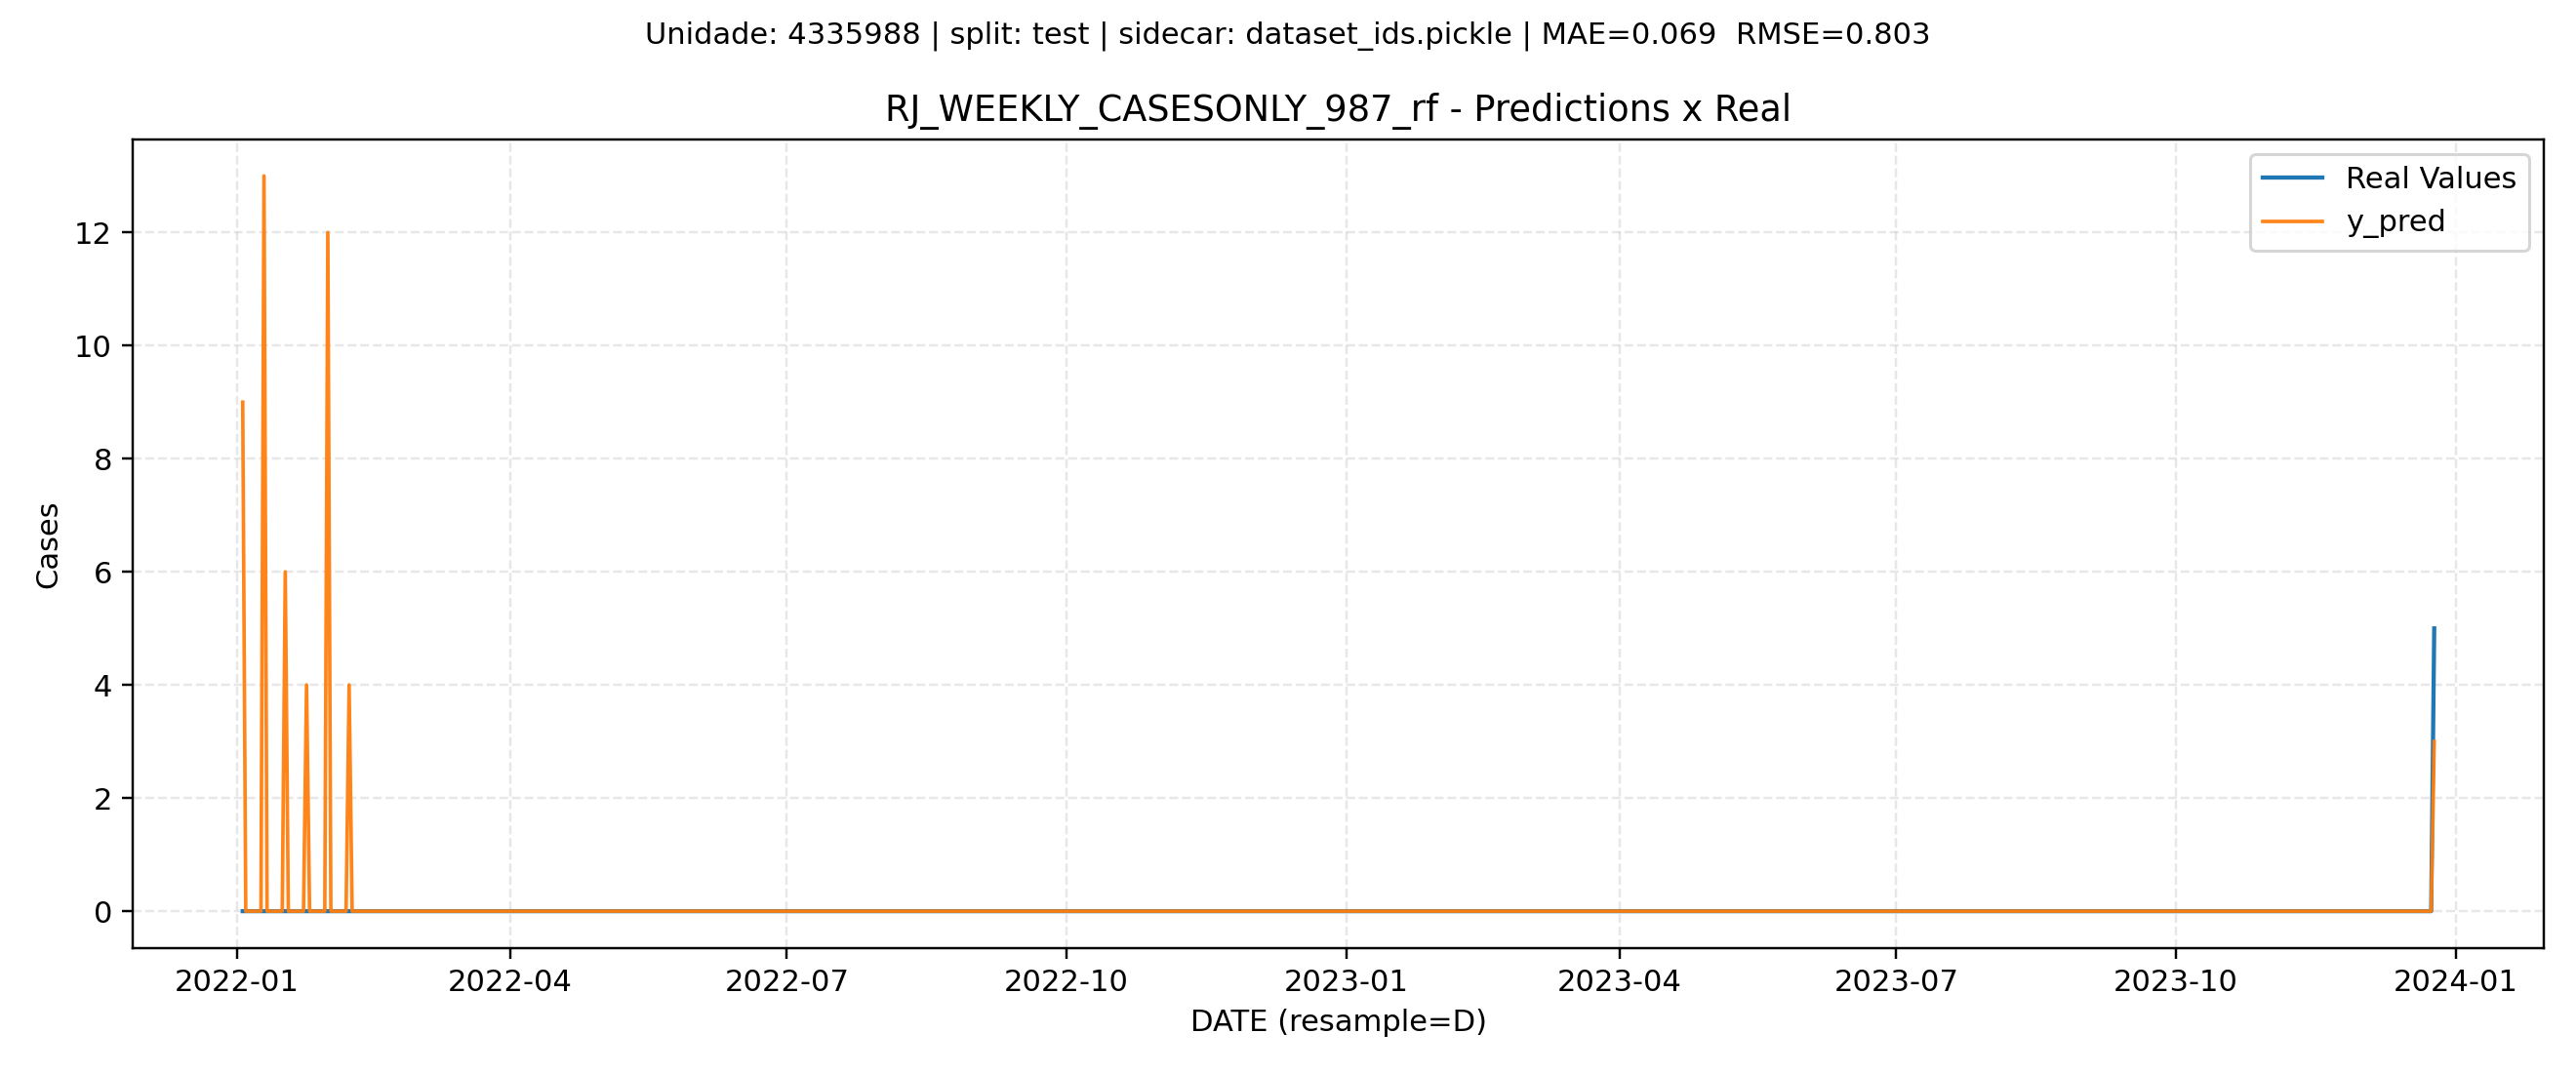 Unidade: 4335988 | split: test | sidecar: dataset_ids.pickle | MAE=0.069  RMSE=0.803
RJ_WEEKLY_CASESONLY_987_rf - Predictions x Real
Real Values
y_pred
12
10
8
6
4
2
0
Cases
2022-01
2022-04
2022-07
2022-10
2023-01
2023-04
2023-07
2023-10
2024-01
DATE (resample=D)